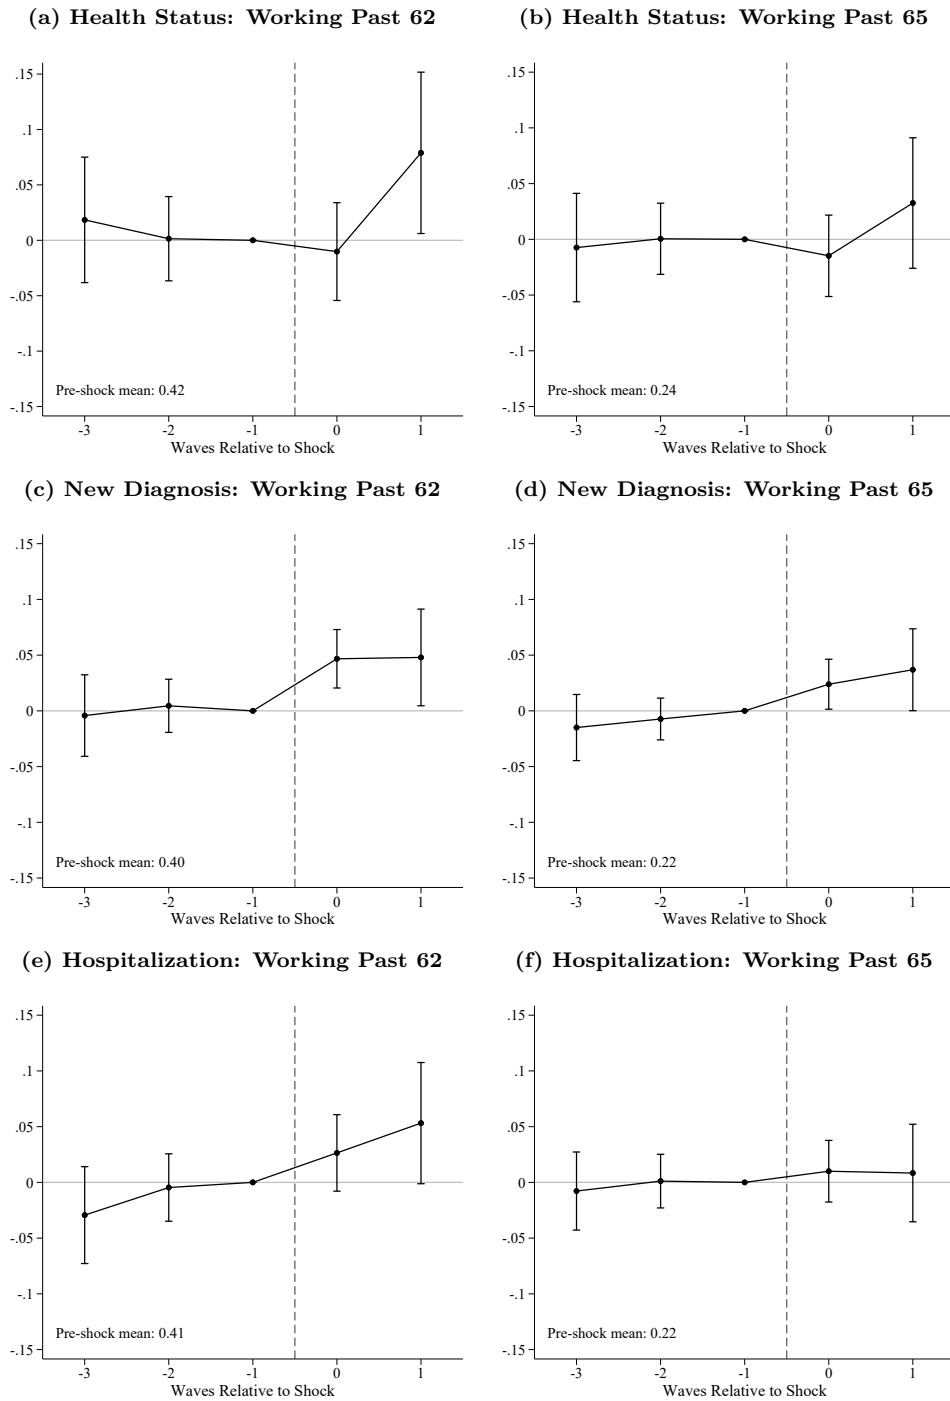 (a) Health Status: Working Past 62
.15
.1
.05
0
-.05
-.1
-.15
Pre-shock mean: 0.42
-3 -2 -1 0 1
Waves Relative to Shock
(b) Health Status: Working Past 65
.15
.1
.05
0
-.05
-.1
-.15
Pre-shock mean: 0.24
-3 -2 -1 0 1
Waves Relative to Shock
(c) New Diagnosis: Working Past 62
.15
.1
.05
0
-.05
-.1
-.15
Pre-shock mean: 0.40
-3 -2 -1 0 1
Waves Relative to Shock
(d) New Diagnosis: Working Past 65
.15
.1
.05
0
-.05
-.1
-.15
Pre-shock mean: 0.22
-3 -2 -1 0 1
Waves Relative to Shock
(e) Hospitalization: Working Past 62
.15
.1
.05
0
-.05
-.1
-.15
Pre-shock mean: 0.41
-3 -2 -1 0 1
Waves Relative to Shock
(f) Hospitalization: Working Past 65
.15
.1
.05
0
-.05
-.1
-.15
Pre-shock mean: 0.22
-3 -2 -1 0 1
Waves Relative to Shock